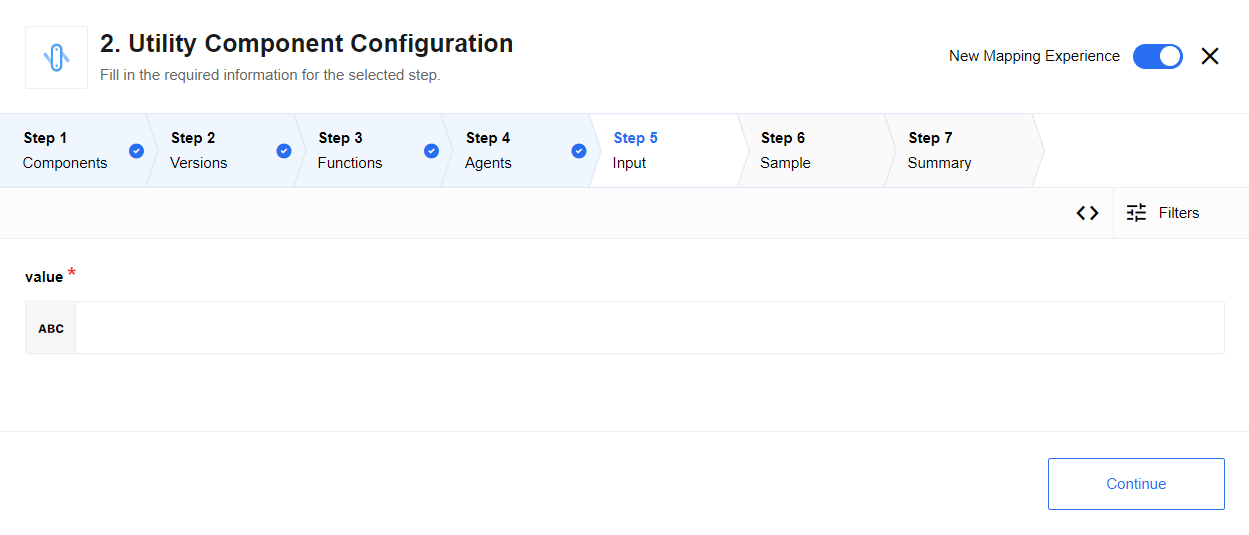 2. Utility Component Configuration
Fill in the required information for the selected step.
New Mapping Experience
Step 1
Components
Step 2
Versions
Step 3
Functions
Step 4
Agents
Step 5
Input
Step 6
Sample
Step 7
Summary
Filters
value *
ABC
Continue